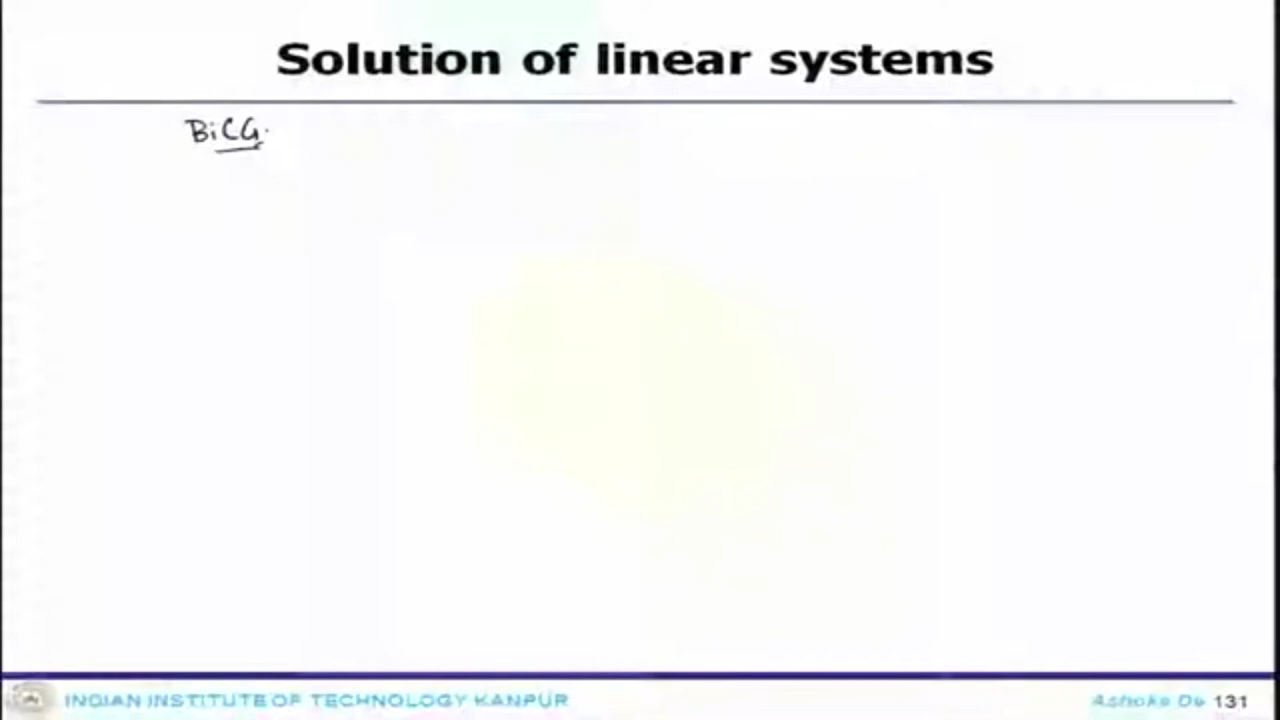 Solution of linear systems
BiCG.
INDIAN INSTITUTE OF TECHNOLOGY KANPUR
Ashoke De 131